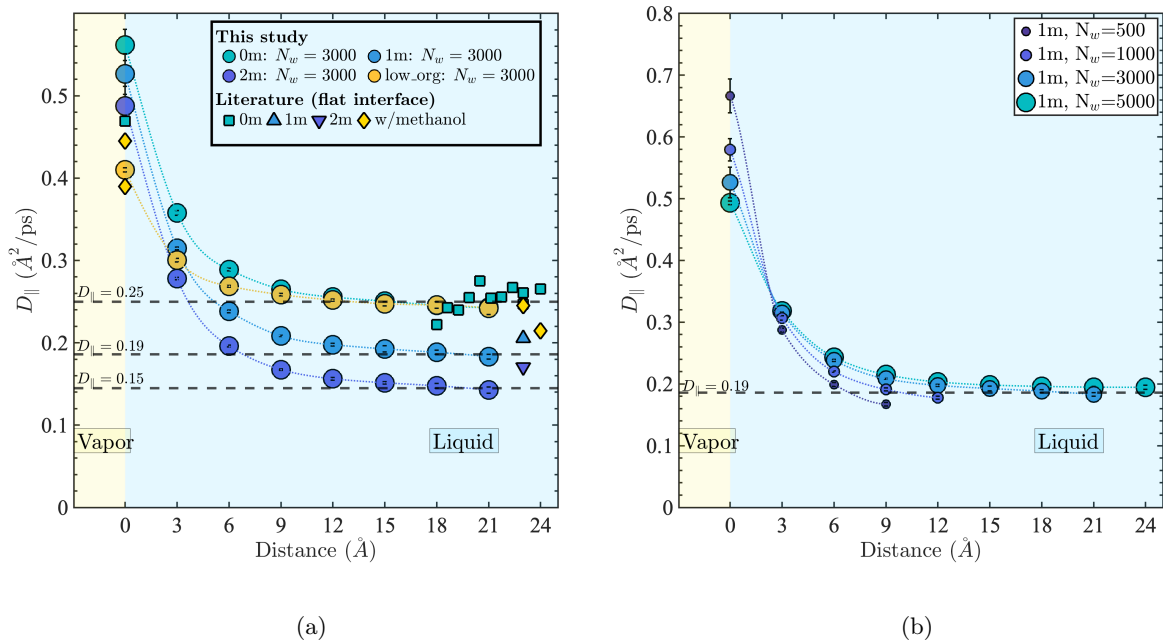 This study
0m: N_w = 3000
1m: N_w = 3000
2m: N_w = 3000
low_org: N_w = 3000
Literature (flat interface)
0m 1m 2m w/methanol
D_∥ (Å²/ps)
0.5
0.4
0.3
0.2
0.1
0
D_∥ = 0.25
D_∥ = 0.19
D_∥ = 0.15
Vapor
Liquid
0 3 6 9 12 15 18 21 24
Distance (Å)
(a)
1m, N_w=500
1m, N_w=1000
1m, N_w=3000
1m, N_w=5000
D_∥ (Å²/ps)
0.8
0.7
0.6
0.5
0.4
0.3
0.2
0.1
0
D_∥ = 0.19
Vapor
Liquid
0 3 6 9 12 15 18 21 24
Distance (Å)
(b)